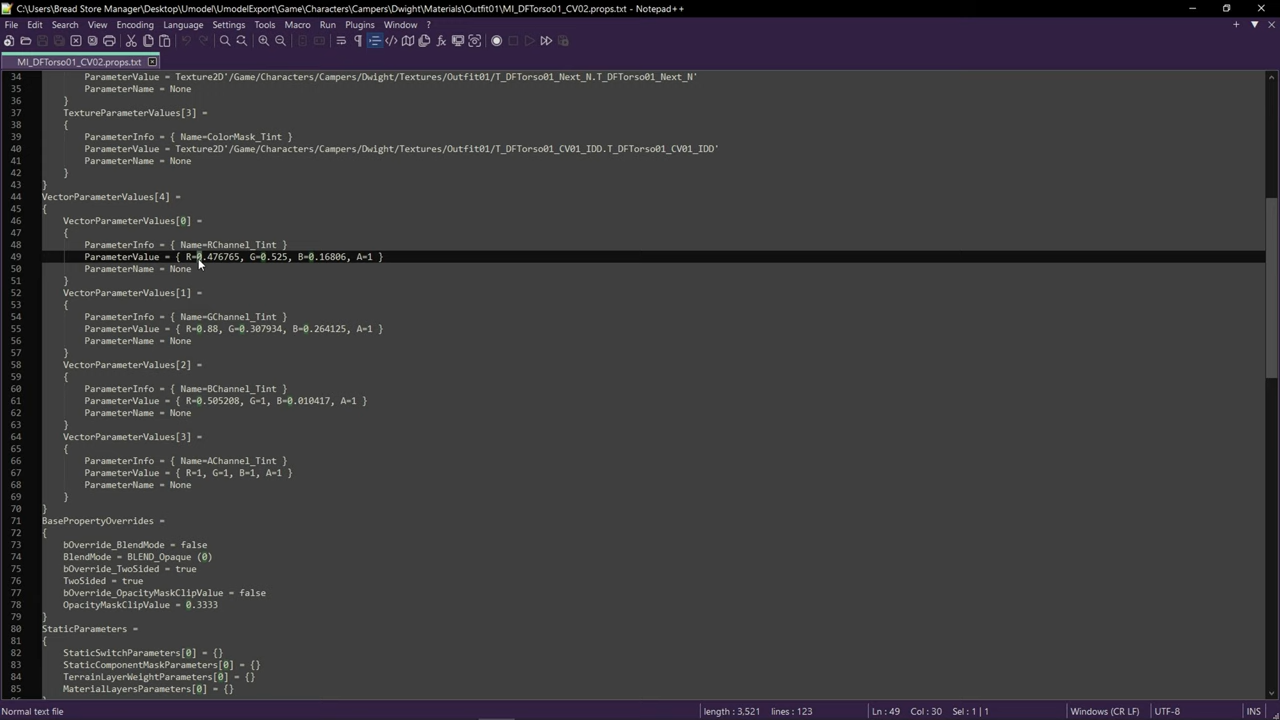 C:\Users\Bread Store Manager\Desktop\Umodel\UmodelExport\Game\Characters\Campers\Dwight\Materials\Outfit01\MI_DFTorso01_CV02.props.txt - Notepad++
File Edit Search View Encoding Language Settings Tools Macro Run Plugins Window ?
MI_DFTorso01_CV02.props.txt
34 ParameterValue = Texture2D'/Game/Characters/Campers/Dwight/Textures/Outfit01/T_DFTorso01_Next_N.T_DFTorso01_Next_N'
35 ParameterName = None
36 }
37 TextureParameterValues[3] =
38 {
39 ParameterInfo = { Name=ColorMask_Tint }
40 ParameterValue = Texture2D'/Game/Characters/Campers/Dwight/Textures/Outfit01/T_DFTorso01_CV01_IDD.T_DFTorso01_CV01_IDD'
41 ParameterName = None
42 }
43 }
44 VectorParameterValues[4] =
45 {
46 VectorParameterValues[0] =
47 {
48 ParameterInfo = { Name=RChannel_Tint }
49 ParameterValue = { R=0.476765, G=0.525, B=0.16806, A=1 }
50 ParameterName = None
51 }
52 VectorParameterValues[1] =
53 {
54 ParameterInfo = { Name=GChannel_Tint }
55 ParameterValue = { R=0.88, G=0.307934, B=0.264125, A=1 }
56 ParameterName = None
57 }
58 VectorParameterValues[2] =
59 {
60 ParameterInfo = { Name=BChannel_Tint }
61 ParameterValue = { R=0.505208, G=1, B=0.010417, A=1 }
62 ParameterName = None
63 }
64 VectorParameterValues[3] =
65 {
66 ParameterInfo = { Name=AChannel_Tint }
67 ParameterValue = { R=1, G=1, B=1, A=1 }
68 ParameterName = None
69 }
70 }
71 BasePropertyOverrides =
72 {
73 bOverride_BlendMode = false
74 BlendMode = BLEND_Opaque (0)
75 bOverride_TwoSided = true
76 TwoSided = true
77 bOverride_OpacityMaskClipValue = false
78 OpacityMaskClipValue = 0.3333
79 }
80 StaticParameters =
81 {
82 StaticSwitchParameters[0] = {}
83 StaticComponentMaskParameters[0] = {}
84 TerrainLayerWeightParameters[0] = {}
85 MaterialLayersParameters[0] = {}
Normal text file length : 3,521 lines : 123 Ln : 49 Col : 30 Sel : 1 | 1 Windows (CR LF) UTF-8 INS